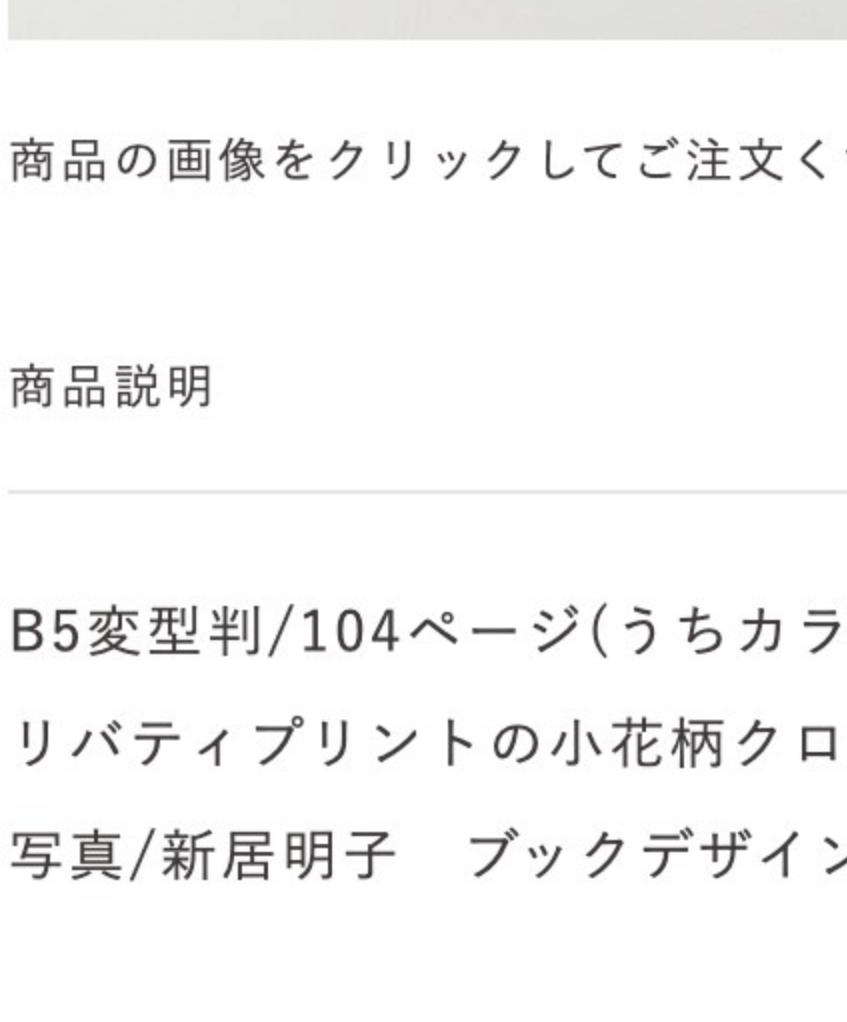 商品の画像をクリックしてご注文く
商品説明
B5変型判/104ページ(うちカラ
リバティプリントの小花柄クロ
写真/新居明子　ブックデザイン